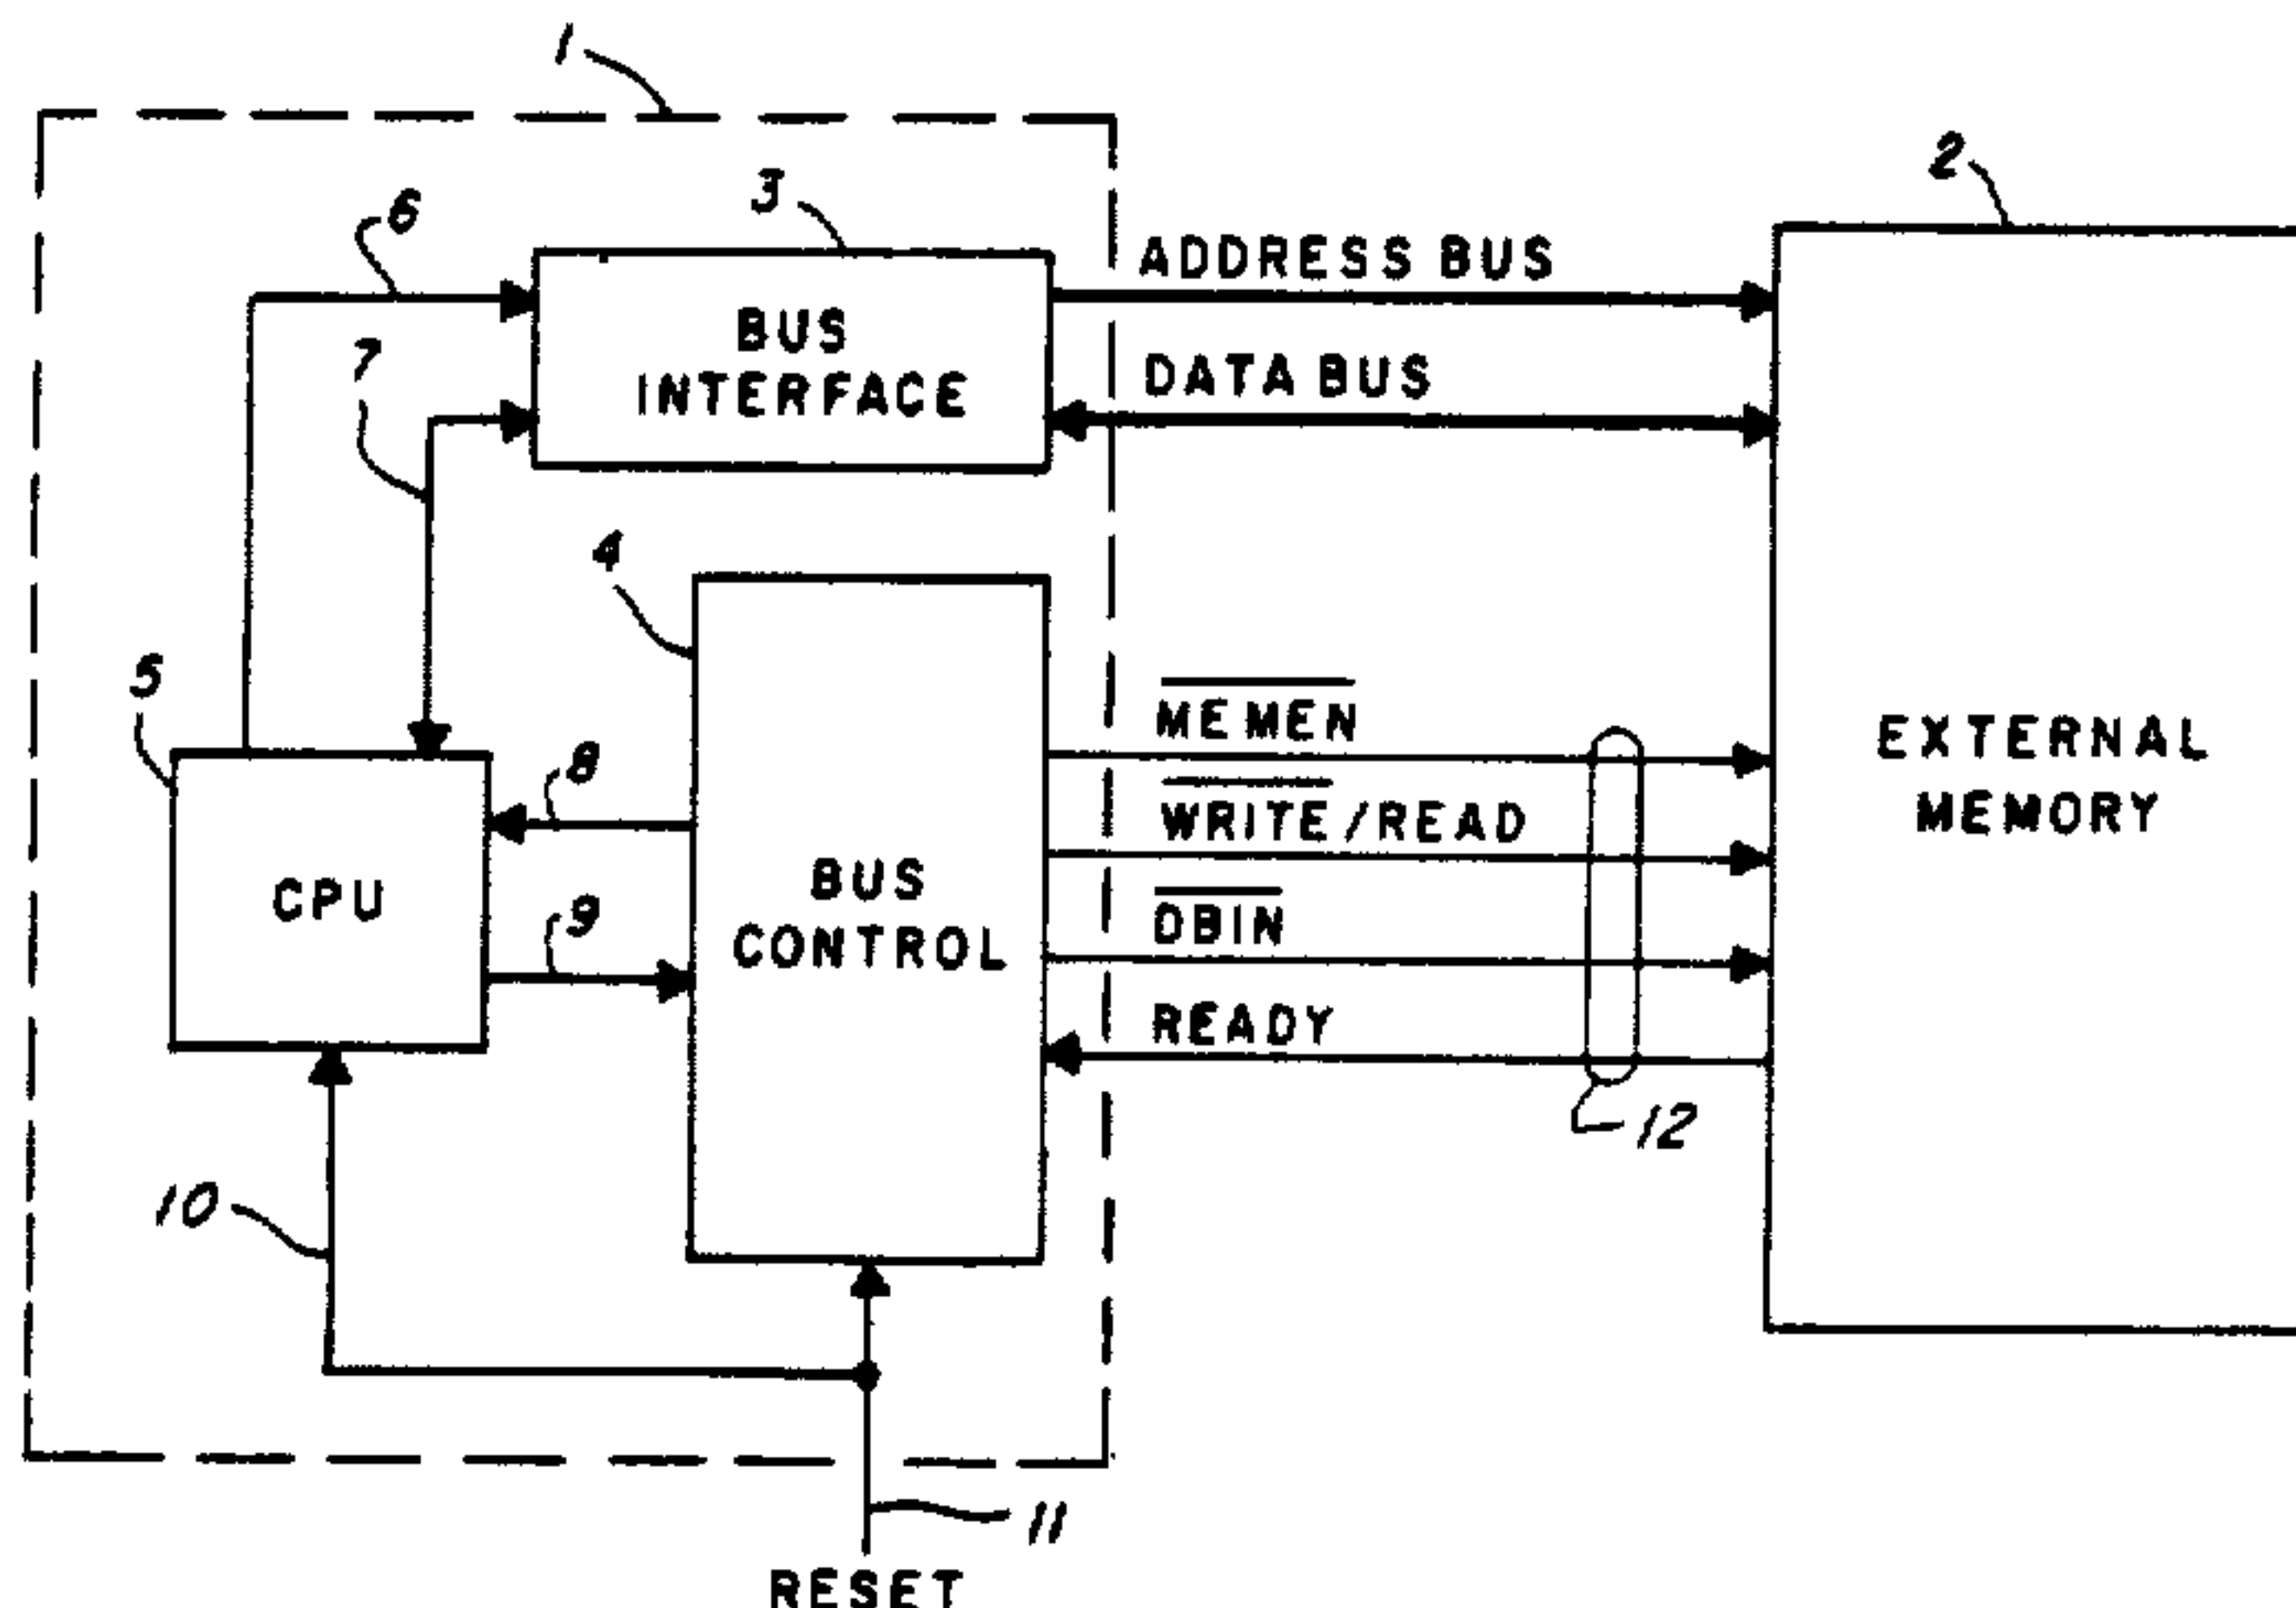 1
2
3
6
ADDRESS BUS
BUS
INTERFACE
7
DATA BUS
4
5
MEMEN
EXTERNAL
MEMORY
8
WRITE/READ
BUS
CONTROL
CPU
9
DBIN
READY
12
10
11
RESET